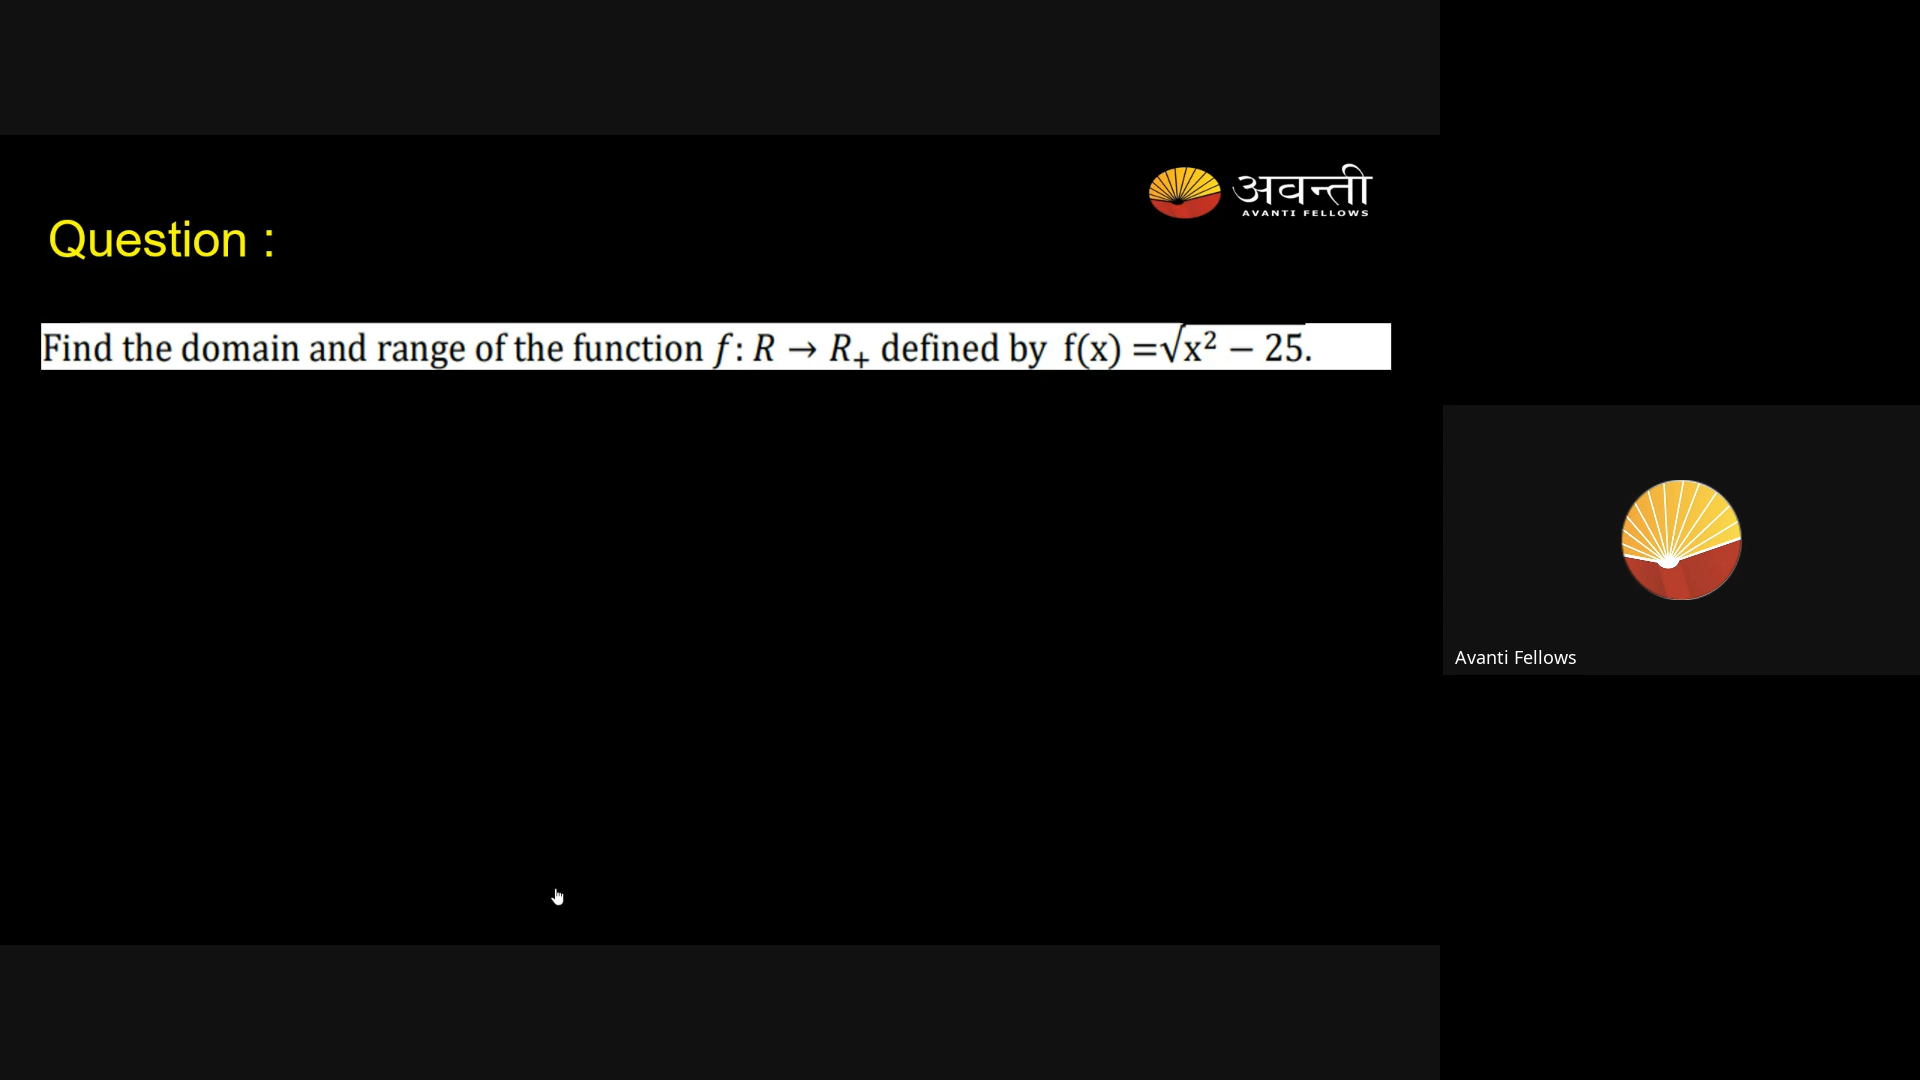 अवन्ती
AVANTI FELLOWS
Question :
Find the domain and range of the function f: R → R₊ defined by f(x) =√x² − 25.
Avanti Fellows